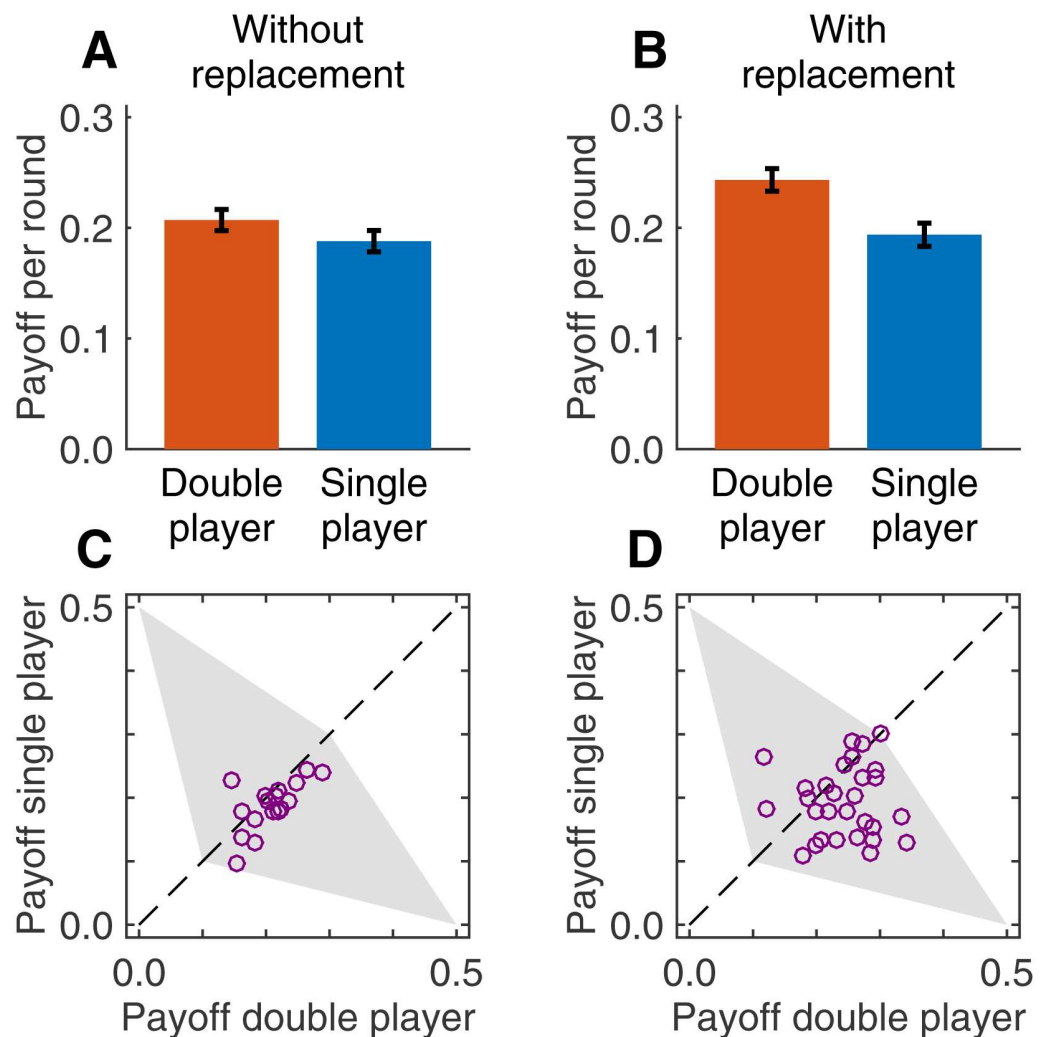 A
Without
replacement
Payoff per round
0.3
0.2
0.1
0.0
Double
player
Single
player
B
With
replacement
Payoff per round
0.3
0.2
0.1
0.0
Double
player
Single
player
C
Payoff single player
0.5
0.0
0.0
0.5
Payoff double player
D
Payoff single player
0.5
0.0
0.0
0.5
Payoff double player